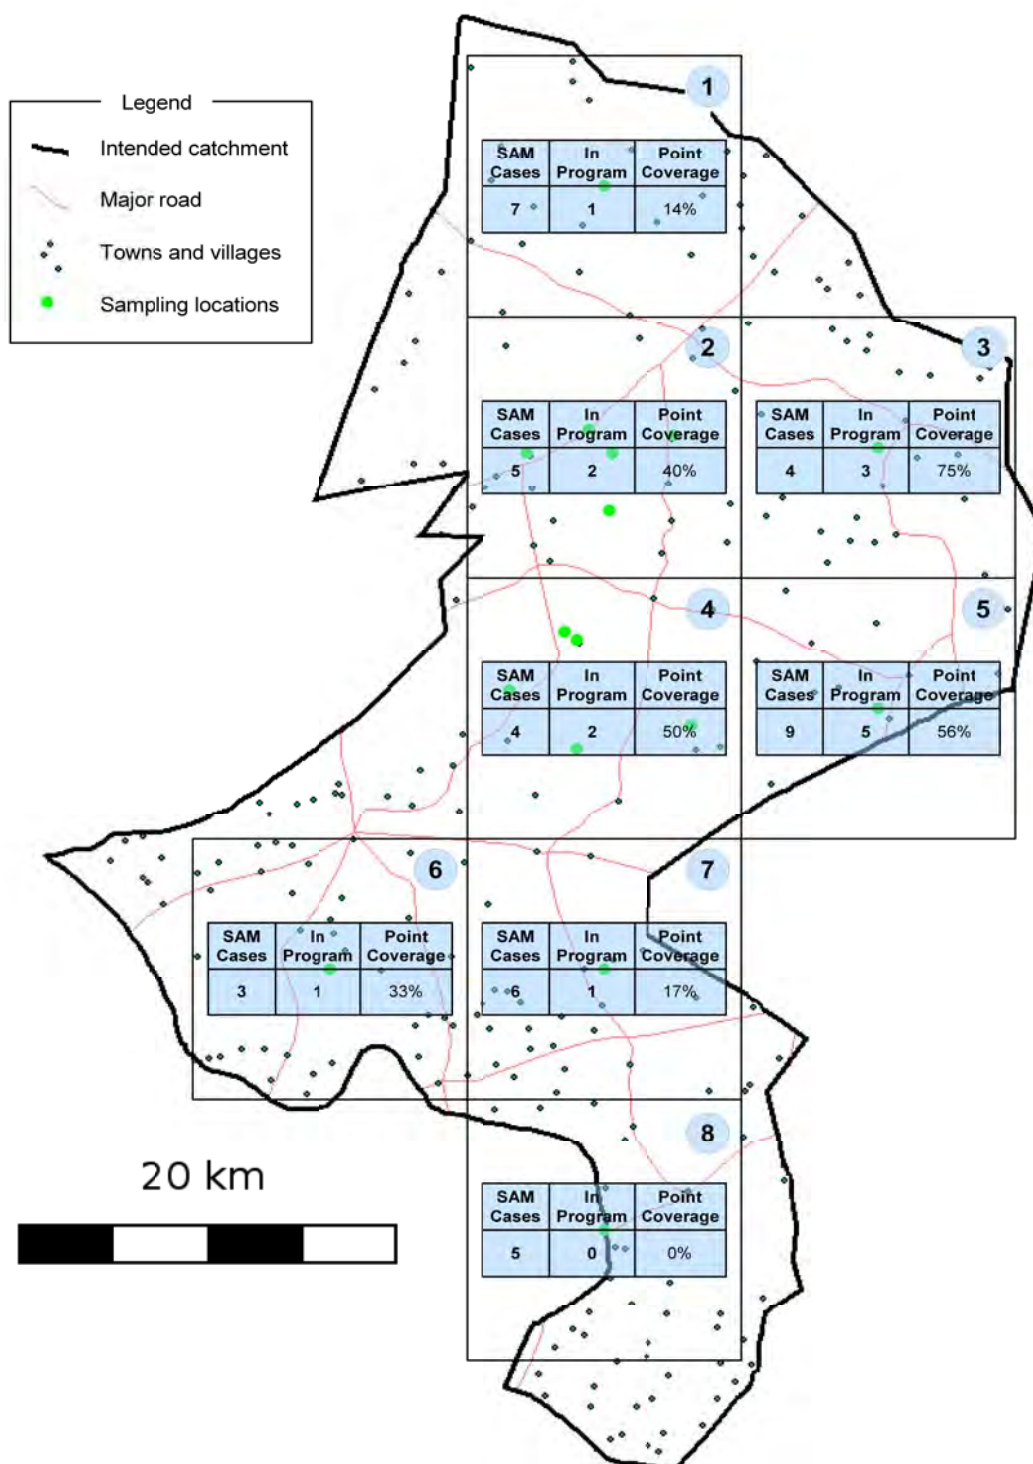 Legend
Intended catchment
Major road
Towns and villages
Sampling locations
1
SAM Cases In Program Point Coverage
7 1 14%
2
SAM Cases In Program Point Coverage
5 2 40%
3
SAM Cases In Program Point Coverage
4 3 75%
4
SAM Cases In Program Point Coverage
4 2 50%
5
SAM Cases In Program Point Coverage
9 5 56%
6
SAM Cases In Program Point Coverage
3 1 33%
7
SAM Cases In Program Point Coverage
6 1 17%
8
SAM Cases In Program Point Coverage
5 0 0%
20 km